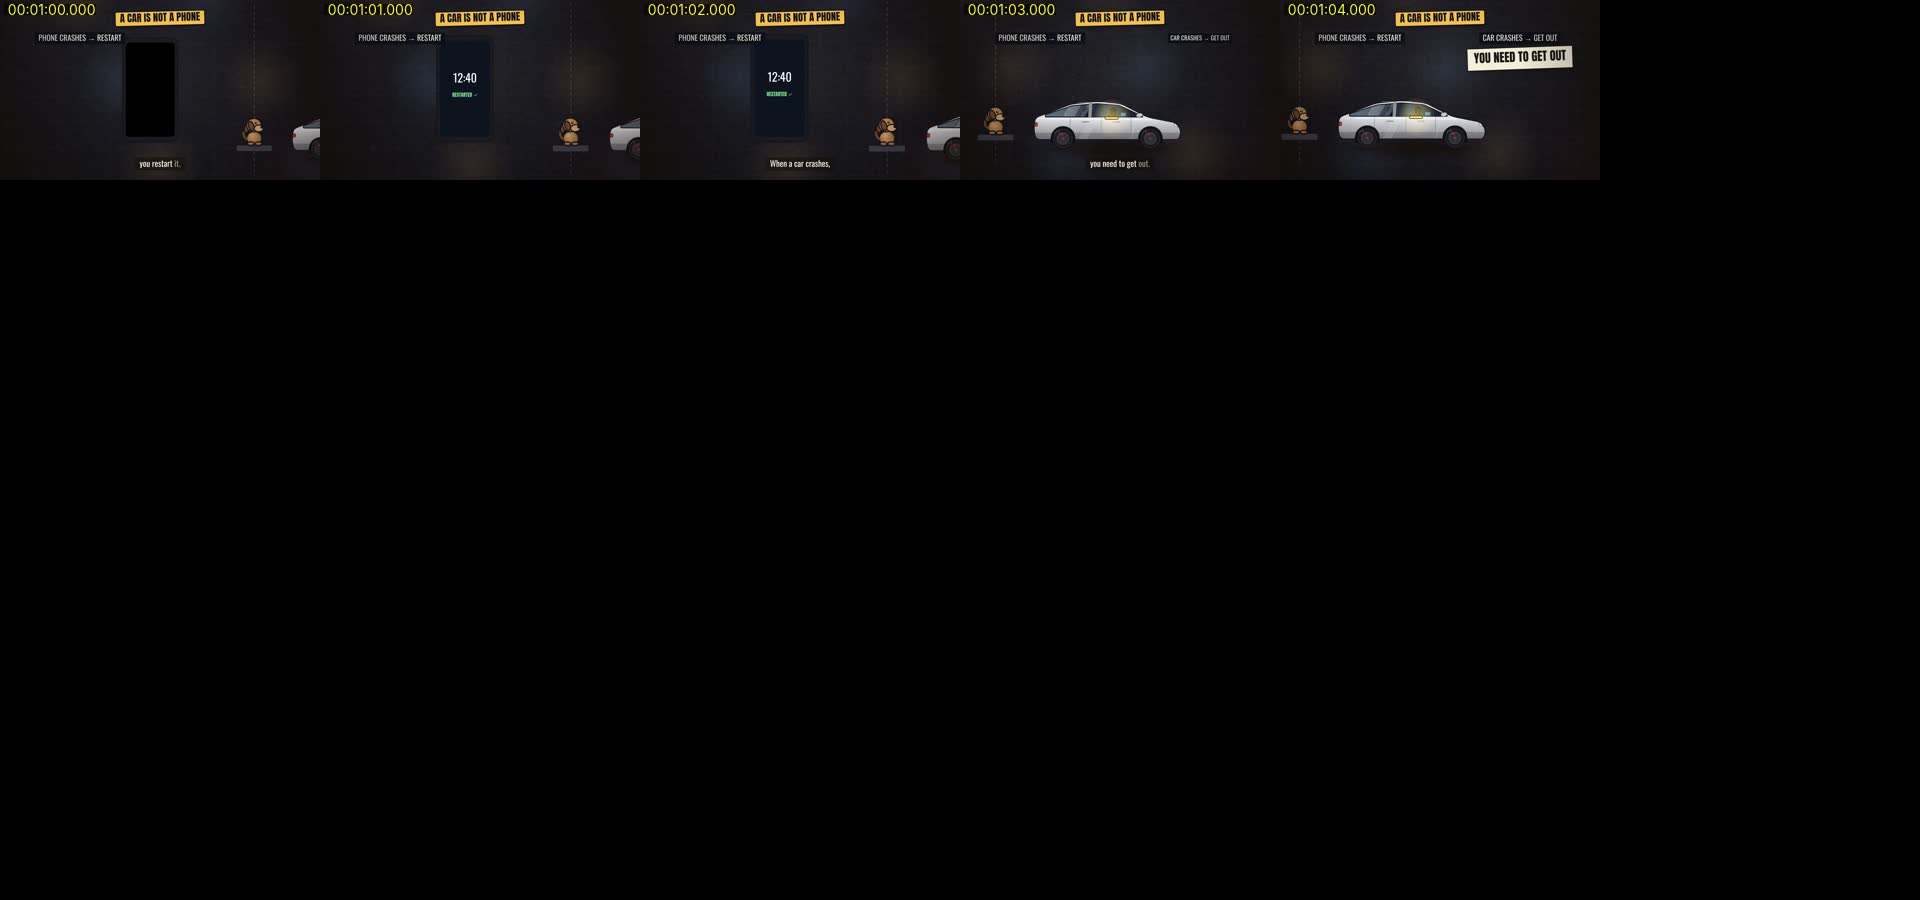 00:01:00.000
A CAR IS NOT A PHONE
PHONE CRASHES → RESTART
you restart it.
00:01:01.000
A CAR IS NOT A PHONE
PHONE CRASHES → RESTART
12:40
RESTARTED ✓
00:01:02.000
A CAR IS NOT A PHONE
PHONE CRASHES → RESTART
12:40
RESTARTED ✓
When a car crashes,
00:01:03.000
A CAR IS NOT A PHONE
PHONE CRASHES → RESTART
CAR CRASHES → GET OUT
you need to get out.
00:01:04.000
A CAR IS NOT A PHONE
PHONE CRASHES → RESTART
CAR CRASHES → GET OUT
YOU NEED TO GET OUT